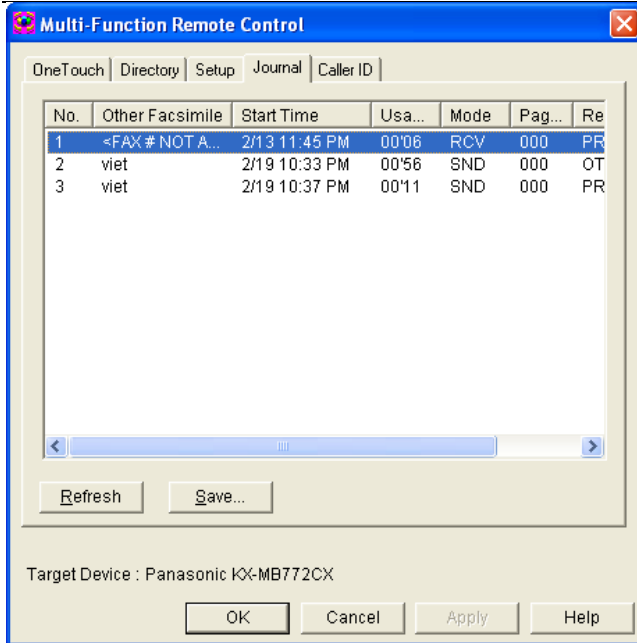 Multi-Function Remote Control
OneTouch Directory Setup Journal Caller ID
No. Other Facsimile Start Time Usa... Mode Pag... Re
1 <FAX # NOT A... 2/13 11:45 PM 00'06 RCV 000 PR
2 viet 2/19 10:33 PM 00'56 SND 000 OT
3 viet 2/19 10:37 PM 00'11 SND 000 PR
Refresh Save...
Target Device : Panasonic KX-MB772CX
OK Cancel Apply Help